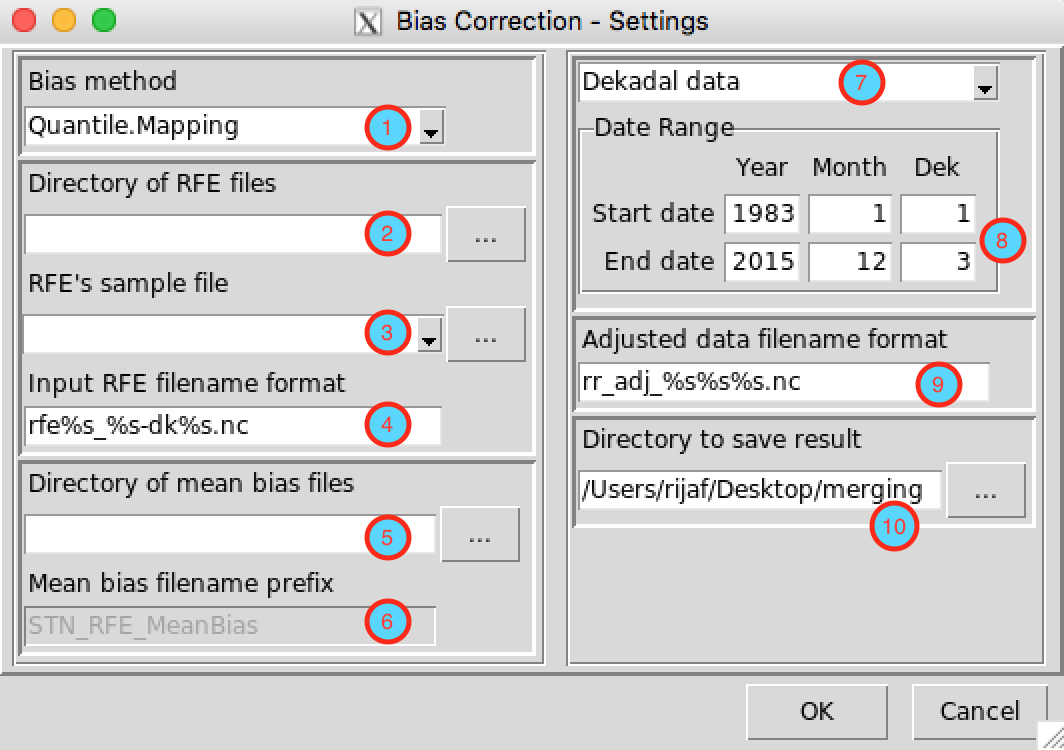 Bias Correction - Settings
Bias method
Quantile.Mapping 1
Directory of RFE files
2 ...
RFE's sample file
3 ...
Input RFE filename format
rfe%s_%s-dk%s.nc 4
Directory of mean bias files
5 ...
Mean bias filename prefix
STN_RFE_MeanBias 6
Dekadal data 7
Date Range
Year Month Dek
Start date 1983 1 1
8
End date 2015 12 3
Adjusted data filename format
rr_adj_%s%s%s.nc 9
Directory to save result
/Users/rijaf/Desktop/merging ...
10
OK Cancel